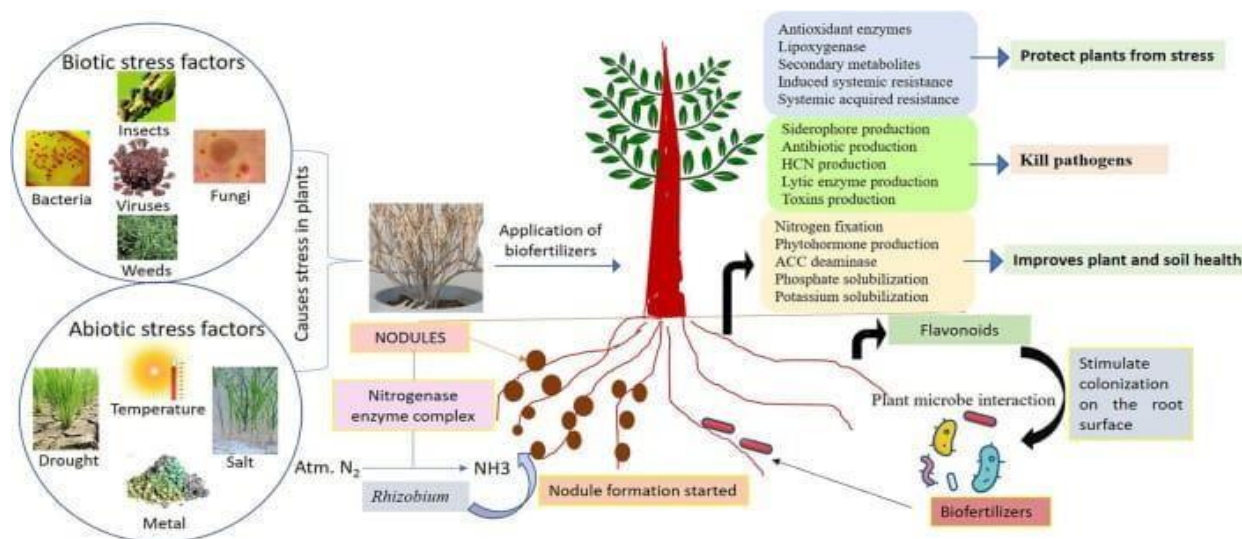 Biotic stress factors
Insects
Bacteria
Viruses
Fungi
Weeds
Abiotic stress factors
Temperature
Drought
Salt
Metal
Causes stress in plants
Application of
biofertilizers
NODULES
Nitrogenase
enzyme complex
Atm. N₂
NH3
Rhizobium
Nodule formation started
Antioxidant enzymes
Lipoxygenase
Secondary metabolites
Induced systemic resistance
Systemic acquired resistance
Protect plants from stress
Siderophore production
Antibiotic production
HCN production
Lytic enzyme production
Toxins production
Kill pathogens
Nitrogen fixation
Phytohormone production
ACC deaminase
Phosphate solubilization
Potassium solubilization
Improves plant and soil health
Flavonoids
Stimulate
colonization
on the root
surface
Plant microbe interaction
Biofertilizers